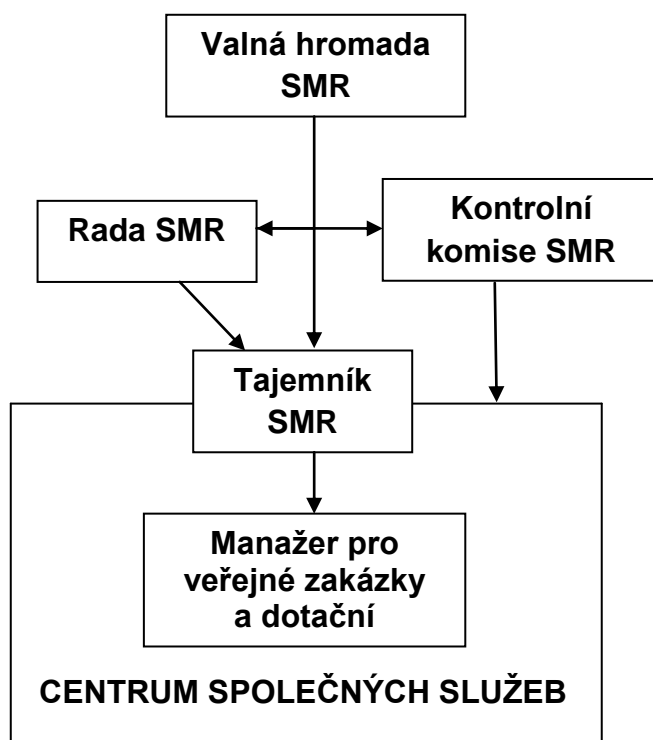 Valná hromada
SMR
Rada SMR
Kontrolní
komise SMR
Tajemník
SMR
Manažer pro
veřejné zakázky
a dotační
CENTRUM SPOLEČNÝCH SLUŽEB